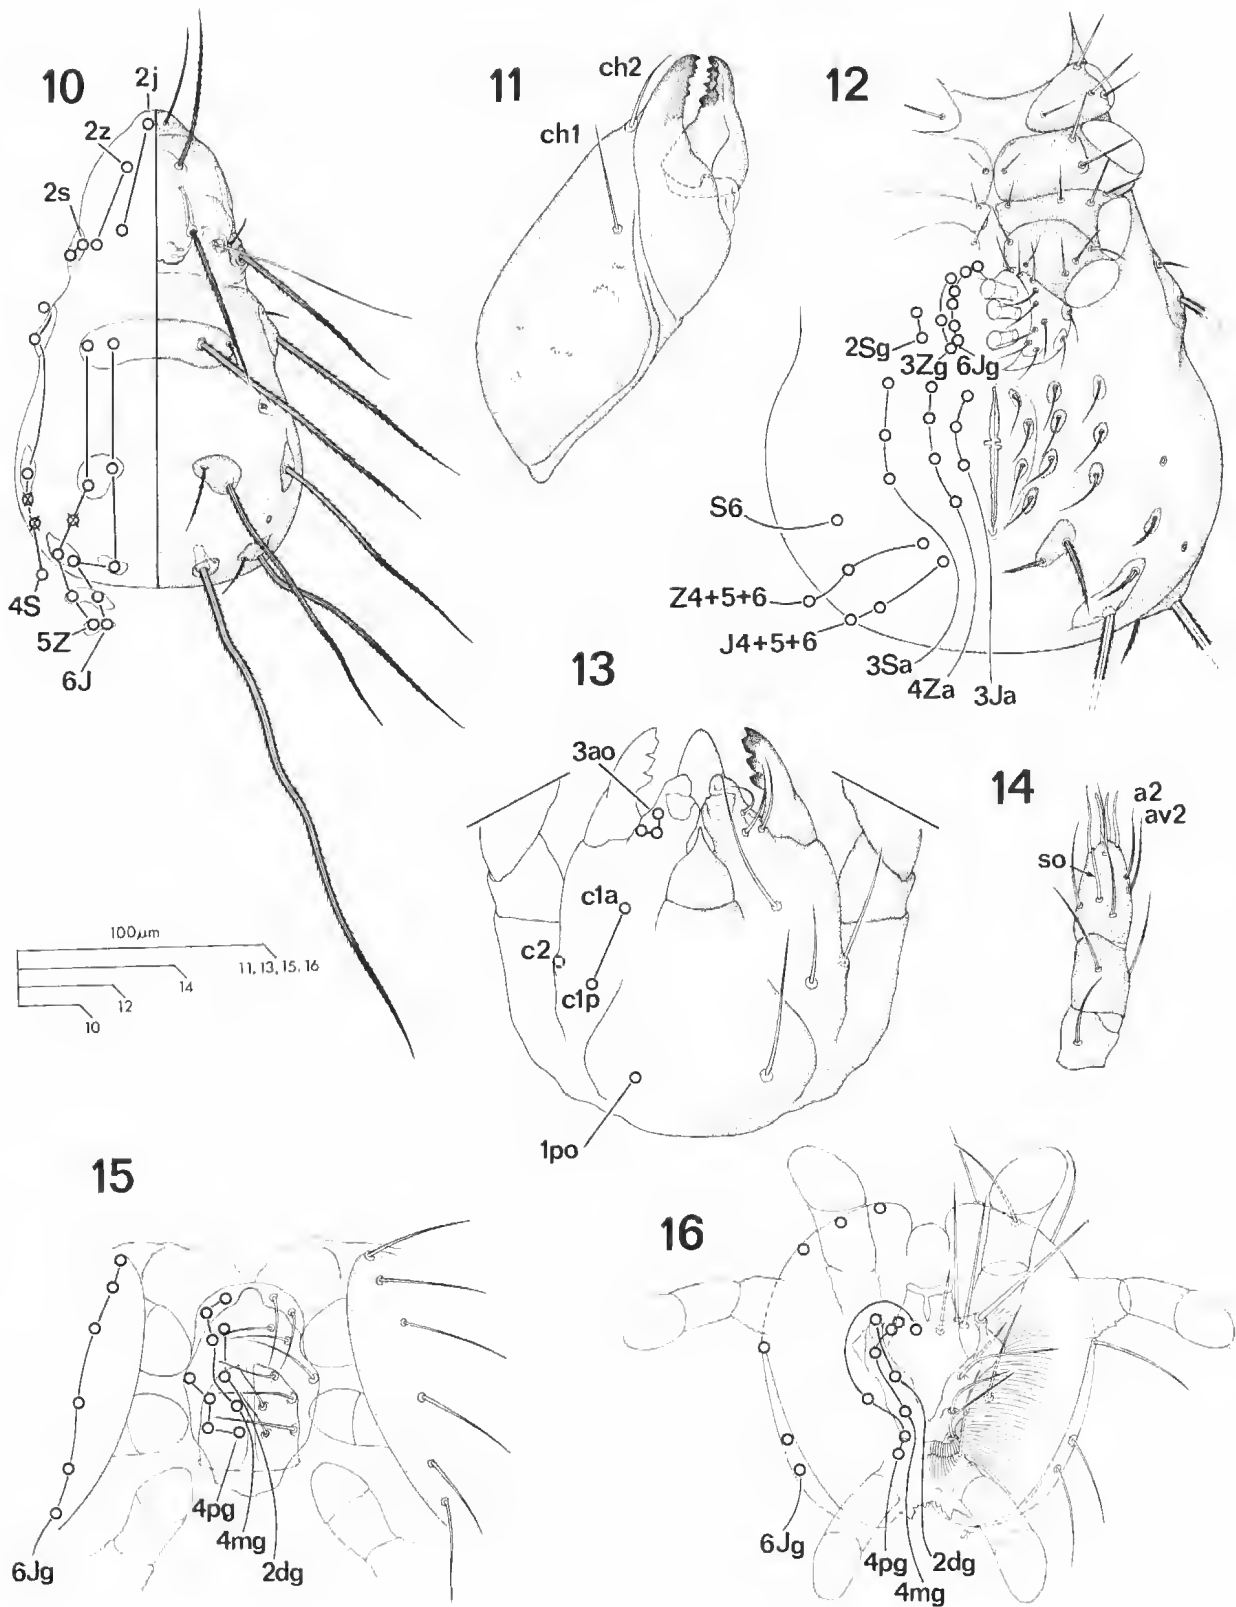 10
2j
2z
2s
4S
5Z
6J
11
ch2
ch1
12
2Sg
3Zg 6Jg
S6
Z4+5+6
J4+5+6
3Sa
4Za
3Ja
13
3ao
c1a
c2
c1p
1po
14
a2
av2
so
100µm
11, 13, 15. 16
14
12
10
15
4pg
4mg
2dg
6Jg
16
6Jg
4pg
2dg
4mg